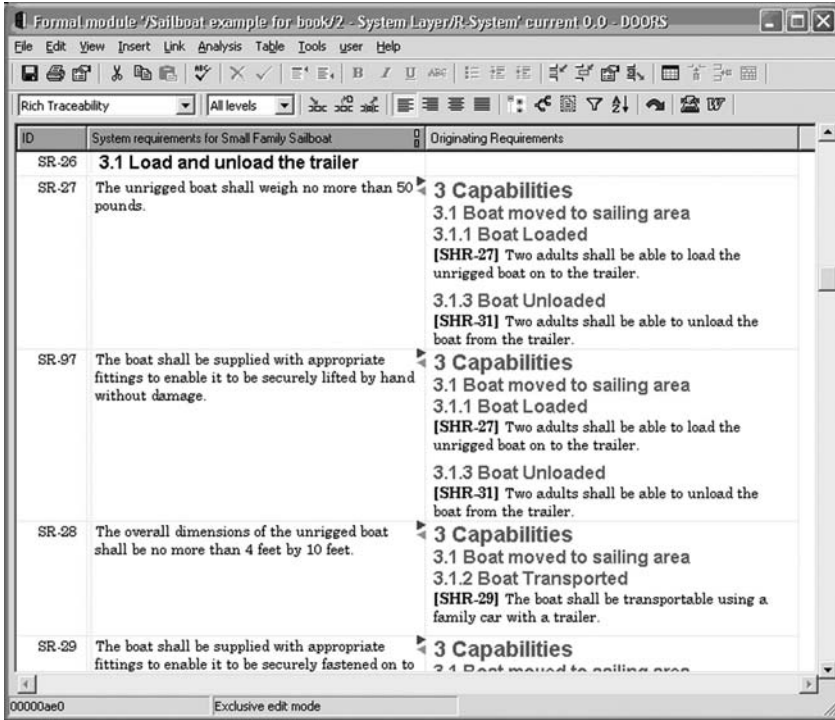 Formal module '/Sailboat example for book/2 - System Layer/R-System' current 0.0 - DOORS
File Edit View Insert Link Analysis Table Tools user Help
B I U ABC
Rich Traceability All levels
ID System requirements for Small Family Sailboat Originating Requirements
SR-26 3.1 Load and unload the trailer
SR-27 The unrigged boat shall weigh no more than 50
pounds.
3 Capabilities
3.1 Boat moved to sailing area
3.1.1 Boat Loaded
[SHR-27] Two adults shall be able to load the
unrigged boat on to the trailer.
3.1.3 Boat Unloaded
[SHR-31] Two adults shall be able to unload the
boat from the trailer.
SR-97 The boat shall be supplied with appropriate
fittings to enable it to be securely lifted by hand
without damage.
3 Capabilities
3.1 Boat moved to sailing area
3.1.1 Boat Loaded
[SHR-27] Two adults shall be able to load the
unrigged boat on to the trailer.
3.1.3 Boat Unloaded
[SHR-31] Two adults shall be able to unload the
boat from the trailer.
SR-28 The overall dimensions of the unrigged boat
shall be no more than 4 feet by 10 feet.
3 Capabilities
3.1 Boat moved to sailing area
3.1.2 Boat Transported
[SHR-29] The boat shall be transportable using a
family car with a trailer.
SR-29 The boat shall be supplied with appropriate
fittings to enable it to be securely fastened on to
3 Capabilities
3.1 Boat moved to sailing area
00000ae0 Exclusive edit mode